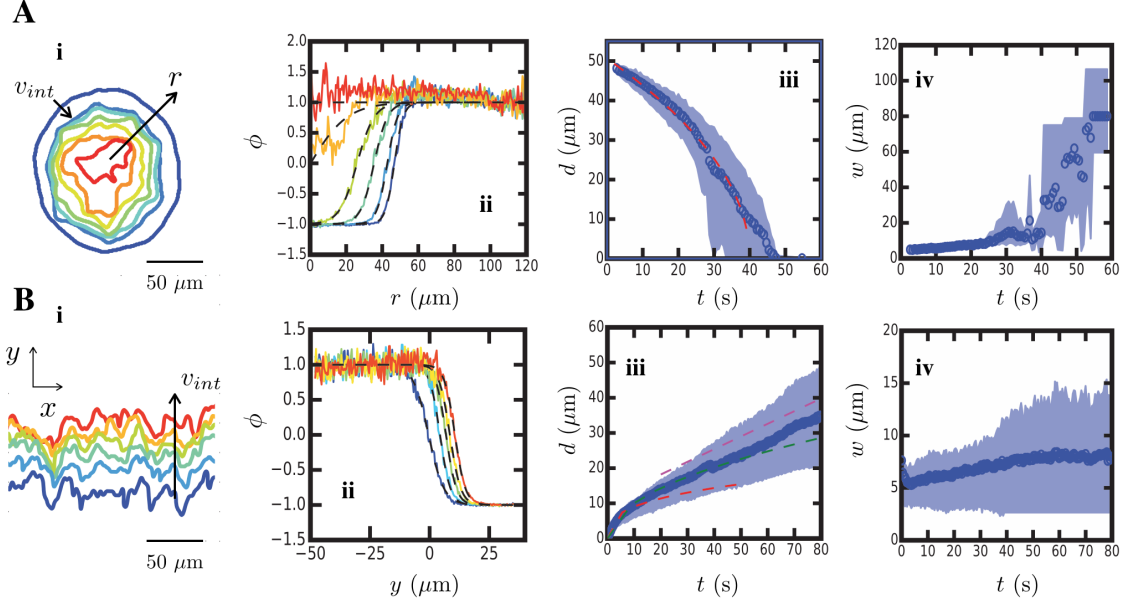 A
i
v_int
r
50 μm
2.0
1.5
1.0
0.5
0.0
−0.5
−1.0
−1.5
ϕ
0 20 40 60 80 100 120
r (μm)
ii
50
40
30
20
10
0
d (μm)
0 10 20 30 40 50 60
t (s)
iii
120
100
80
60
40
20
0
w (μm)
0 10 20 30 40 50 60
t (s)
iv
B
i
y
x
v_int
50 μm
1.5
1.0
0.5
0.0
−0.5
−1.0
−1.5
ϕ
−50 −25 0 25
y (μm)
ii
60
50
40
30
20
10
0
d (μm)
0 10 20 30 40 50 60 70 80
t (s)
iii
20
15
10
5
0
w (μm)
0 10 20 30 40 50 60 70 80
t (s)
iv